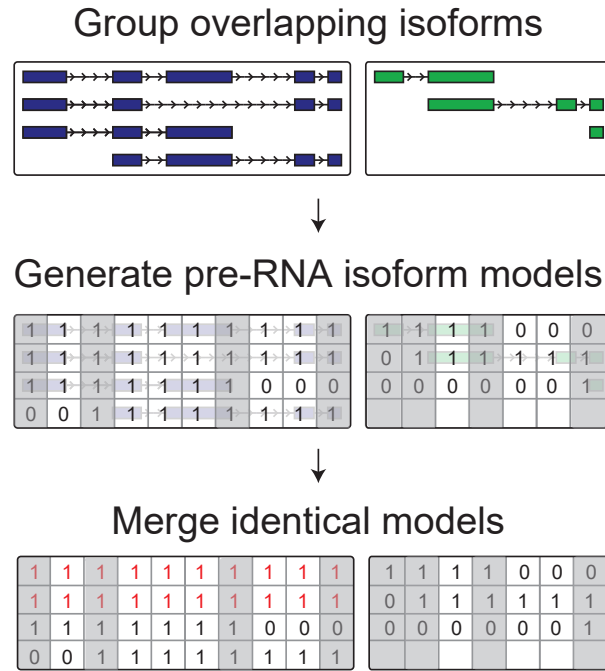 Group overlapping isoforms
Generate pre-RNA isoform models
1 1 1 1 1 1 1 1 1 1 1 1 1 1 0 0 0
1 1 1 1 1 1 1 1 1 1 0 1 1 1 1 1 1
1 1 1 1 1 1 1 0 0 0 0 0 0 0 0 0 1
0 0 1 1 1 1 1 1 1 1
Merge identical models
1 1 1 1 1 1 1 1 1 1 1 1 1 1 0 0 0
1 1 1 1 1 1 1 1 1 1 0 1 1 1 1 1 1
1 1 1 1 1 1 1 0 0 0 0 0 0 0 0 0 1
0 0 1 1 1 1 1 1 1 1